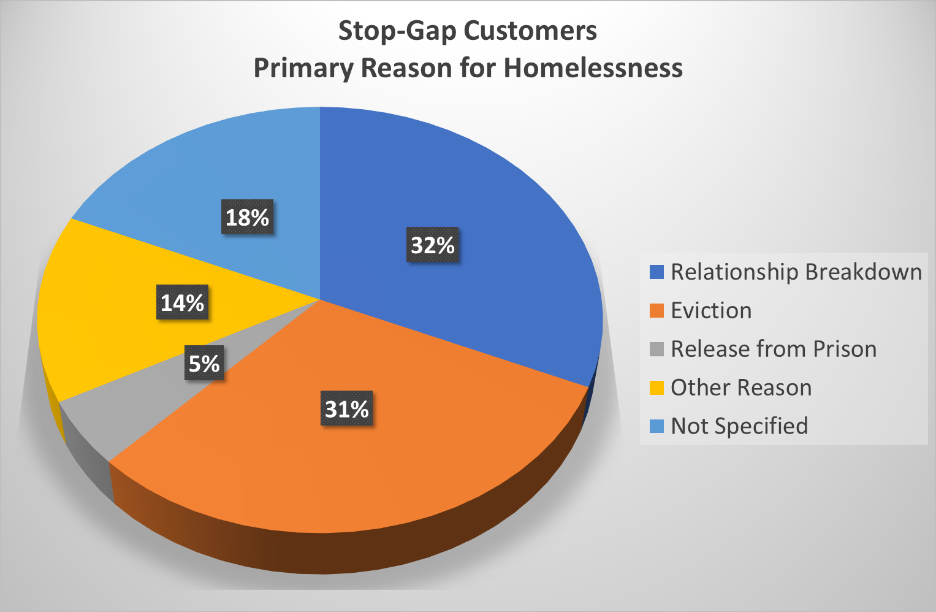 Stop-Gap Customers
Primary Reason for Homelessness
18%
32%
14%
5%
31%
Relationship Breakdown
Eviction
Release from Prison
Other Reason
Not Specified